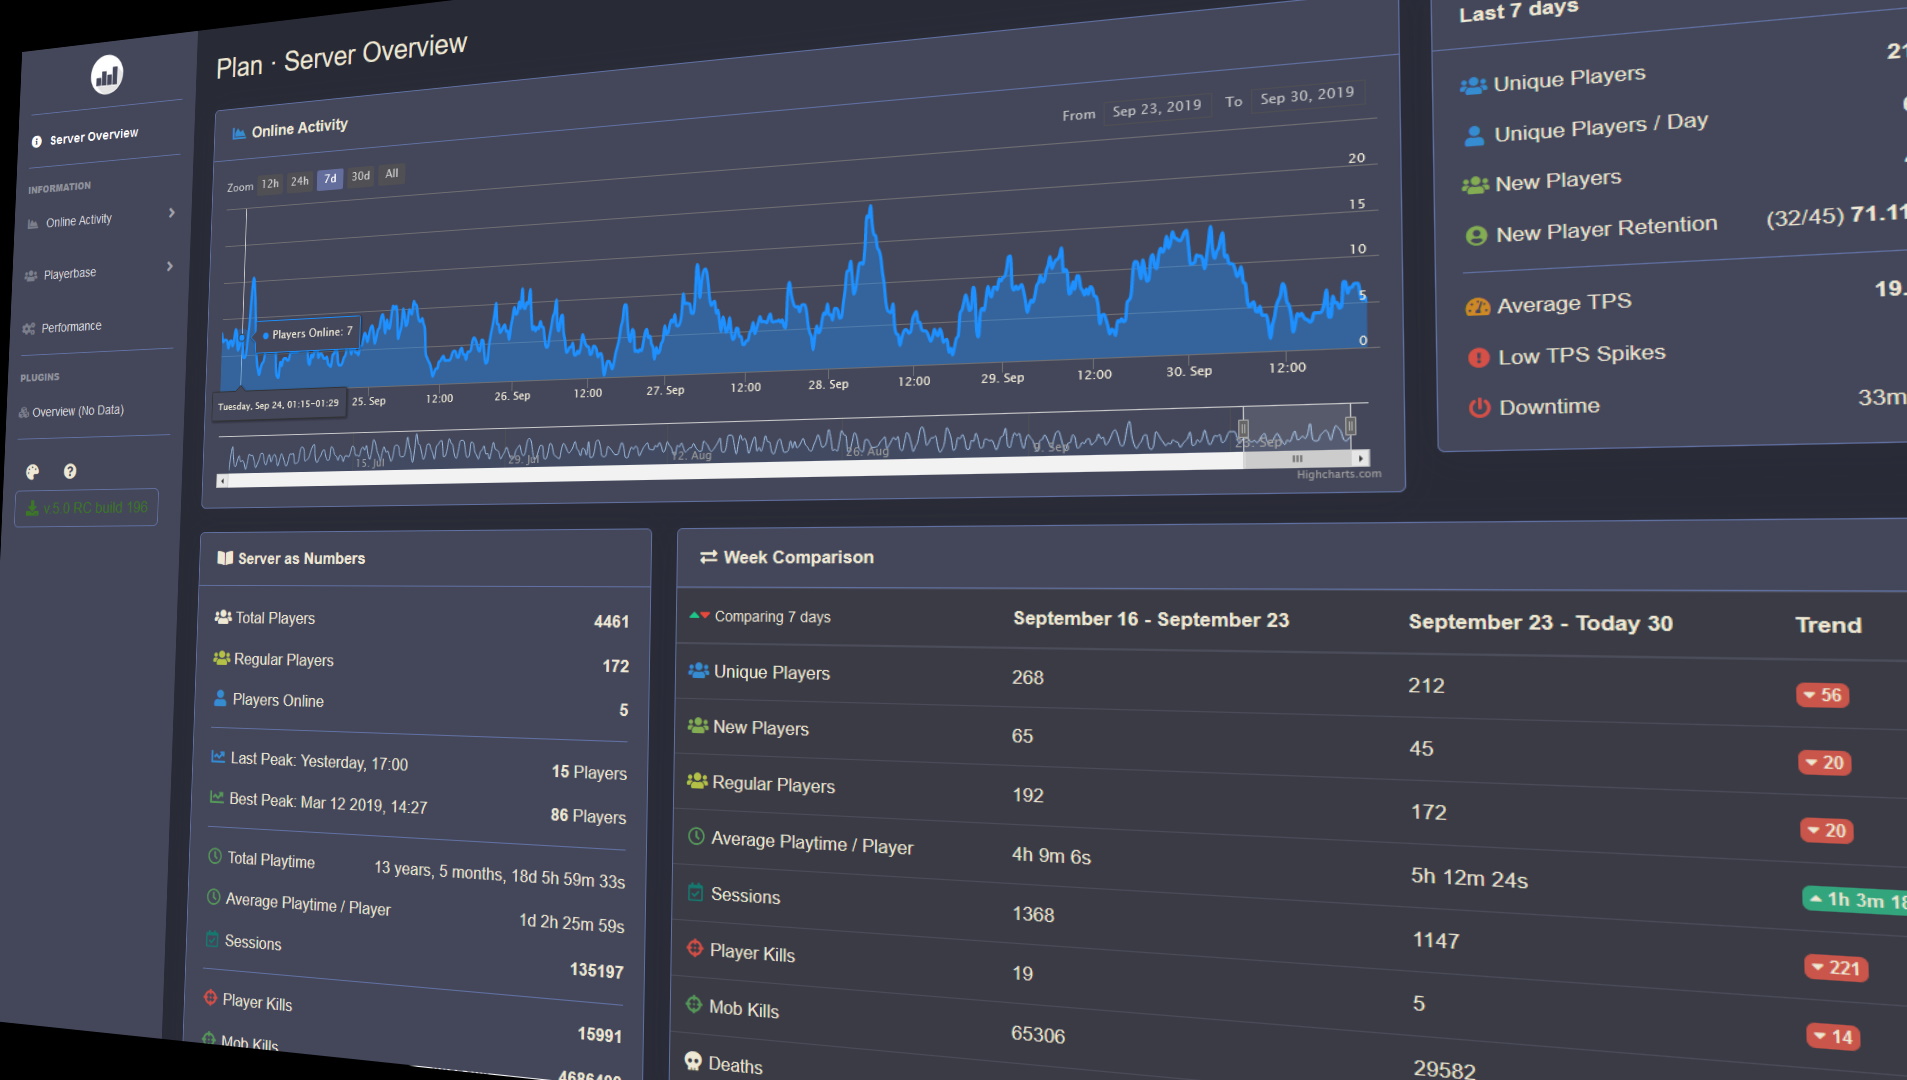 Plan · Server Overview
Server Overview
INFORMATION
Online Activity
Playerbase
Performance
PLUGINS
Overview (No Data)
v.5.0 RC build 196
Online Activity
From Sep 23, 2019 To Sep 30, 2019
Zoom 12h 24h 7d 30d All
20
15
10
5
0
Players Online: 7
Tuesday, Sep 24, 01:15-01:29
25. Sep 12:00 26. Sep 12:00 27. Sep 12:00 28. Sep 12:00 29. Sep 12:00 30. Sep 12:00
15. Jul 29. Jul 12. Aug 26. Aug 9. Sep 23. Sep
Highcharts.com
Last 7 days
Unique Players
Unique Players / Day
New Players
New Player Retention (32/45) 71.11
Average TPS 19.
Low TPS Spikes
Downtime 33m
Server as Numbers
Total Players 4461
Regular Players 172
Players Online 5
Last Peak: Yesterday, 17:00 15 Players
Best Peak: Mar 12 2019, 14:27 86 Players
Total Playtime 13 years, 5 months, 18d 5h 59m 33s
Average Playtime / Player 1d 2h 25m 59s
Sessions 135197
Player Kills 15991
Mob Kills
Week Comparison
Comparing 7 days September 16 - September 23 September 23 - Today 30 Trend
Unique Players 268 212 56
New Players 65 45 20
Regular Players 192 172 20
Average Playtime / Player 4h 9m 6s 5h 12m 24s 1h 3m 18
Sessions 1368 1147 221
Player Kills 19 5 14
Mob Kills 65306 29582
Deaths